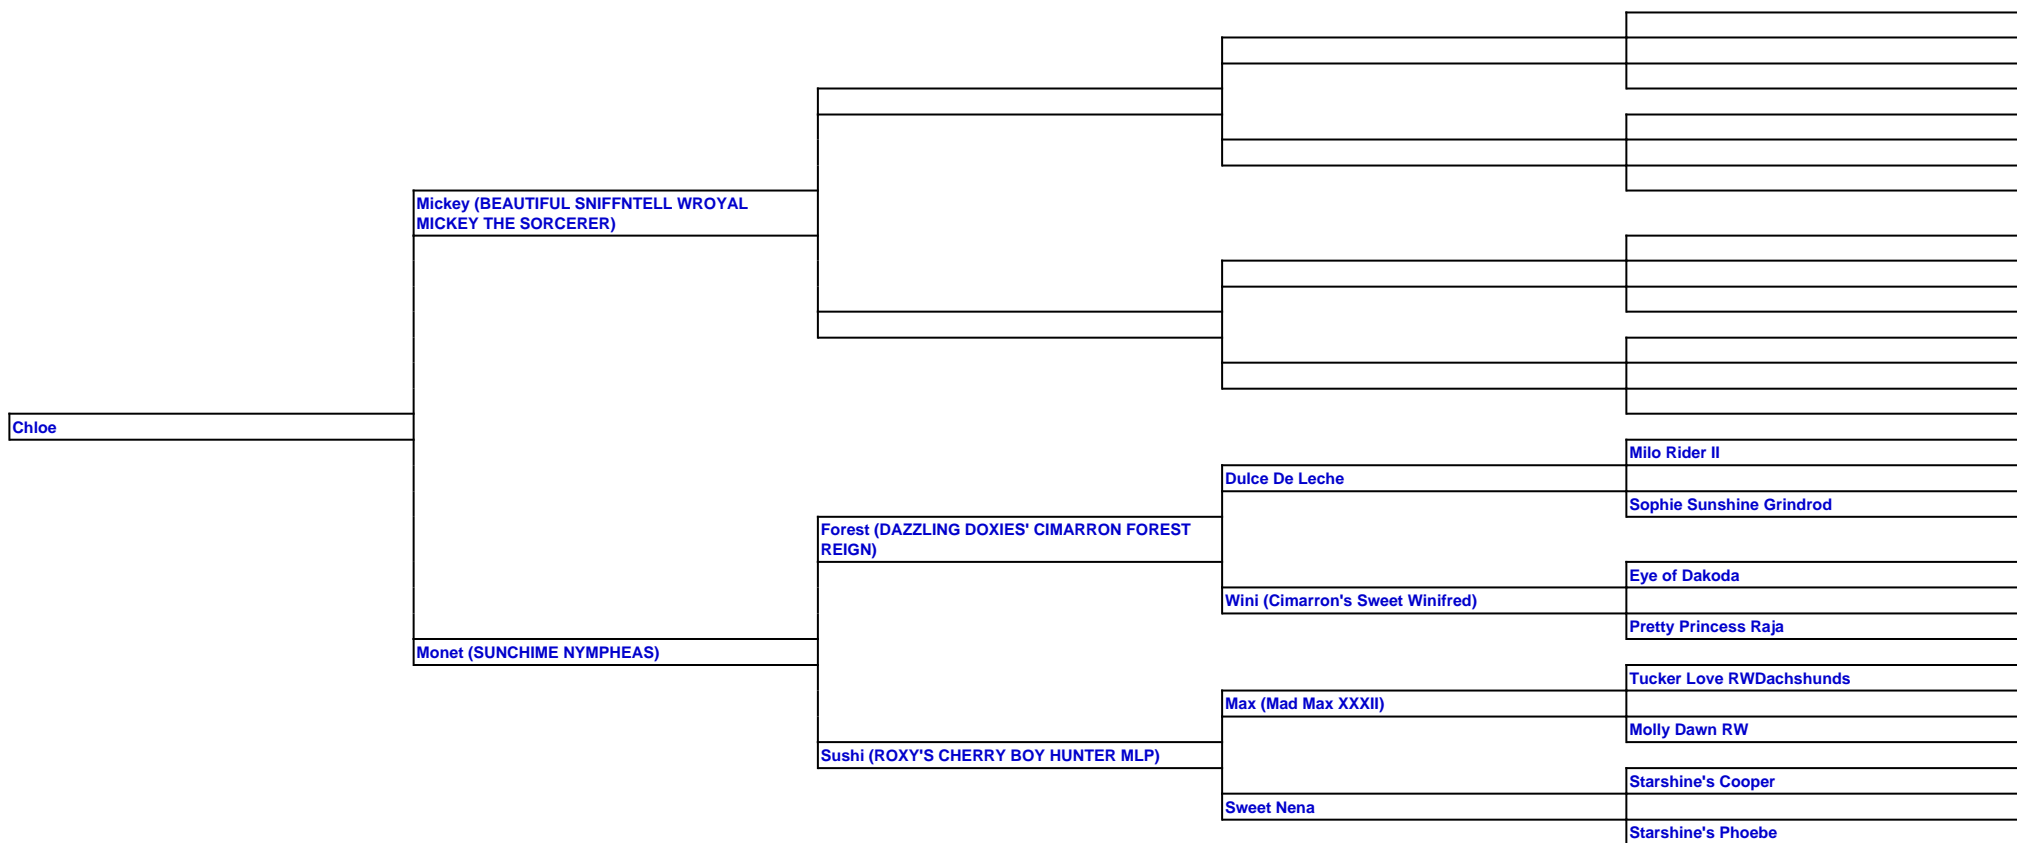 Mickey (BEAUTIFUL SNIFFNTELL WROYAL
MICKEY THE SORCERER)
Chloe
Milo Rider II
Dulce De Leche
Sophie Sunshine Grindrod
Forest (DAZZLING DOXIES' CIMARRON FOREST
REIGN)
Eye of Dakoda
Wini (Cimarron's Sweet Winifred)
Pretty Princess Raja
Monet (SUNCHIME NYMPHEAS)
Tucker Love RWDachshunds
Max (Mad Max XXXII)
Molly Dawn RW
Sushi (ROXY'S CHERRY BOY HUNTER MLP)
Starshine's Cooper
Sweet Nena
Starshine's Phoebe